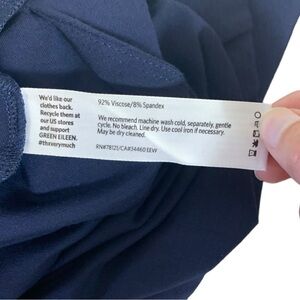 We'd like our
clothes back.
Recycle them at
our US stores
and support
GREEN EILEEN.
#thxverymuch
92% Viscose/8% Spandex
We recommend machine wash cold, separately, gentle
cycle. No bleach. Line dry. Use cool iron if necessary.
May be dry cleaned.
RN#78121/CA#34460 EEW